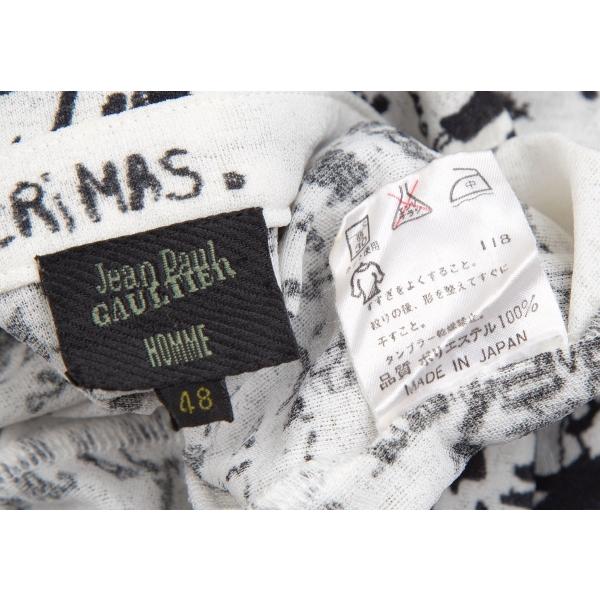 ERiMAS.
Jean Paul
GAULTIER
HOMME
48
中
118
すすぎをよくすること。
絞りの後、形を整えてすぐに
干すこと。
タンブラー乾燥禁止
品質 ポリエステル100%
MADE IN JAPAN